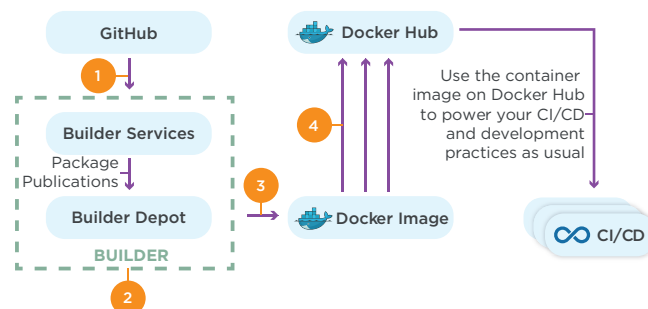 GitHub
1
Builder Services
Package
Publications
Builder Depot
BUILDER
2
3
Docker Hub
4
Docker Image
Use the container
image on Docker Hub
to power your CI/CD
and development
practices as usual
CI/CD